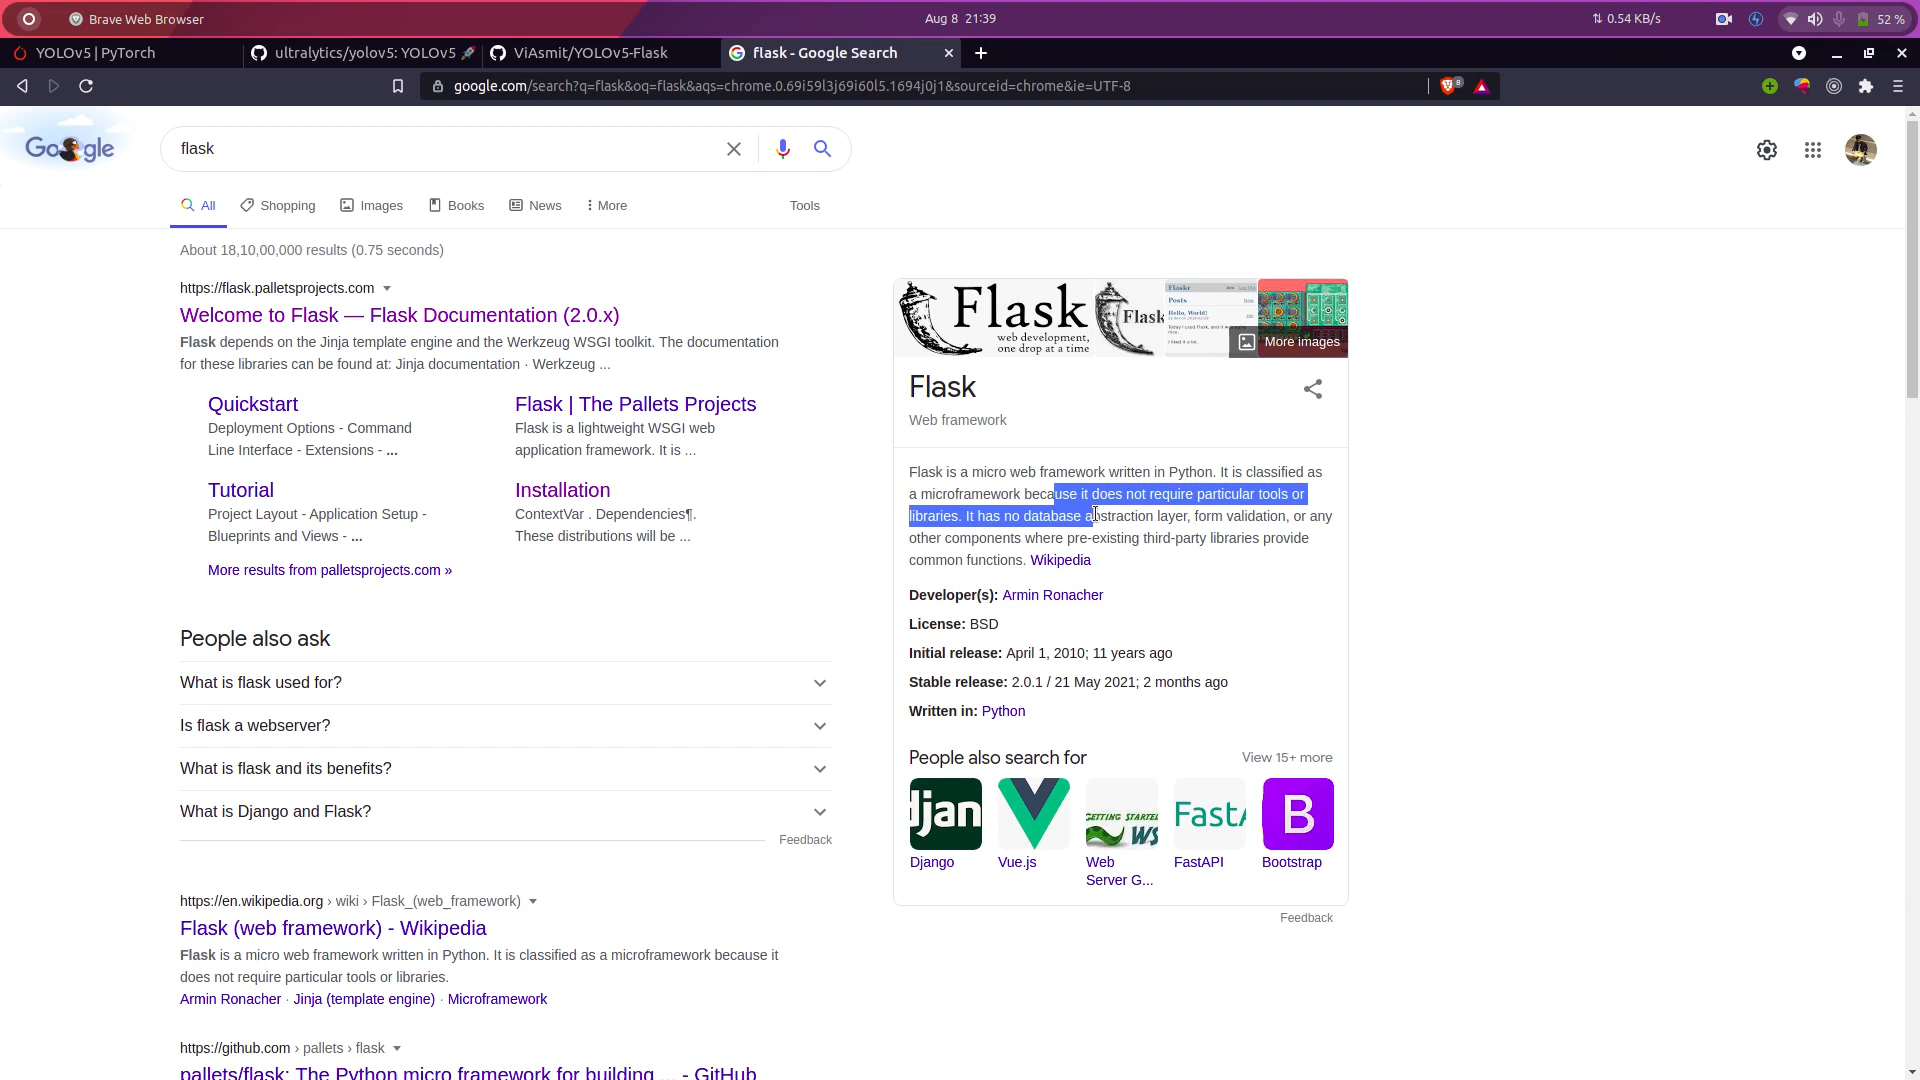 Brave Web Browser
Aug 8 21:39
0.54 KB/s
52 %
YOLOv5 | PyTorch
ultralytics/yolov5: YOLOv5 🚀
ViAsmit/YOLOv5-Flask
flask - Google Search
google.com/search?q=flask&oq=flask&aqs=chrome.0.69i59l3j69i60l5.1694j0j1&sourceid=chrome&ie=UTF-8
8
Google
flask
All
Shopping
Images
Books
News
More
Tools
About 18,10,00,000 results (0.75 seconds)
https://flask.palletsprojects.com
Welcome to Flask — Flask Documentation (2.0.x)
Flask depends on the Jinja template engine and the Werkzeug WSGI toolkit. The documentation
for these libraries can be found at: Jinja documentation · Werkzeug ...
Quickstart
Deployment Options - Command
Line Interface - Extensions - ...
Flask | The Pallets Projects
Flask is a lightweight WSGI web
application framework. It is ...
Tutorial
Project Layout - Application Setup -
Blueprints and Views - ...
Installation
ContextVar . Dependencies¶.
These distributions will be ...
More results from palletsprojects.com »
People also ask
What is flask used for?
Is flask a webserver?
What is flask and its benefits?
What is Django and Flask?
Feedback
https://en.wikipedia.org › wiki › Flask_(web_framework)
Flask (web framework) - Wikipedia
Flask is a micro web framework written in Python. It is classified as a microframework because it
does not require particular tools or libraries.
Armin Ronacher · Jinja (template engine) · Microframework
https://github.com › pallets › flask
pallets/flask: The Python micro framework for building ... - GitHub
Flask
web development,
one drop at a time
Flask
Flaskr
Posts
Hello, World!
More images
Flask
Web framework
Flask is a micro web framework written in Python. It is classified as
a microframework because it does not require particular tools or
libraries. It has no database abstraction layer, form validation, or any
other components where pre-existing third-party libraries provide
common functions. Wikipedia
Developer(s): Armin Ronacher
License: BSD
Initial release: April 1, 2010; 11 years ago
Stable release: 2.0.1 / 21 May 2021; 2 months ago
Written in: Python
People also search for
View 15+ more
djan
GETTING STARTED
WS
FastA
B
Django
Vue.js
Web
Server G...
FastAPI
Bootstrap
Feedback